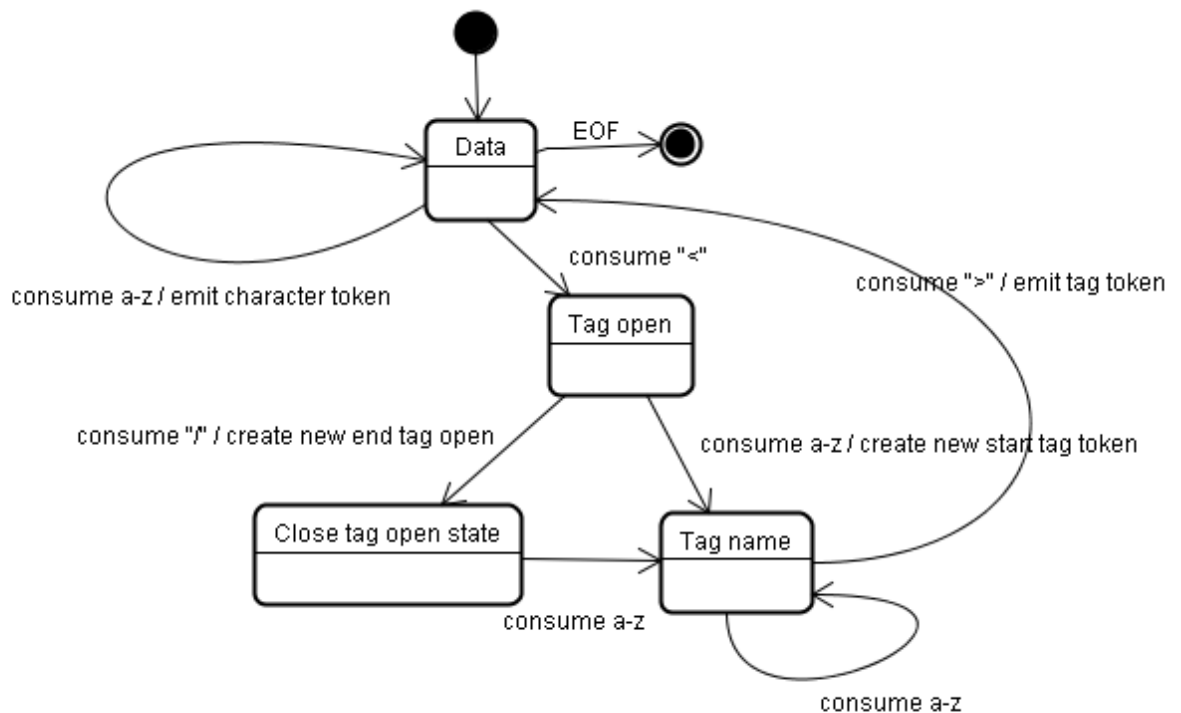 EOF
Data
consume "<"
consume a-z / emit character token
consume ">" / emit tag token
Tag open
consume "/" / create new end tag open
consume a-z / create new start tag token
Close tag open state
Tag name
consume a-z
consume a-z